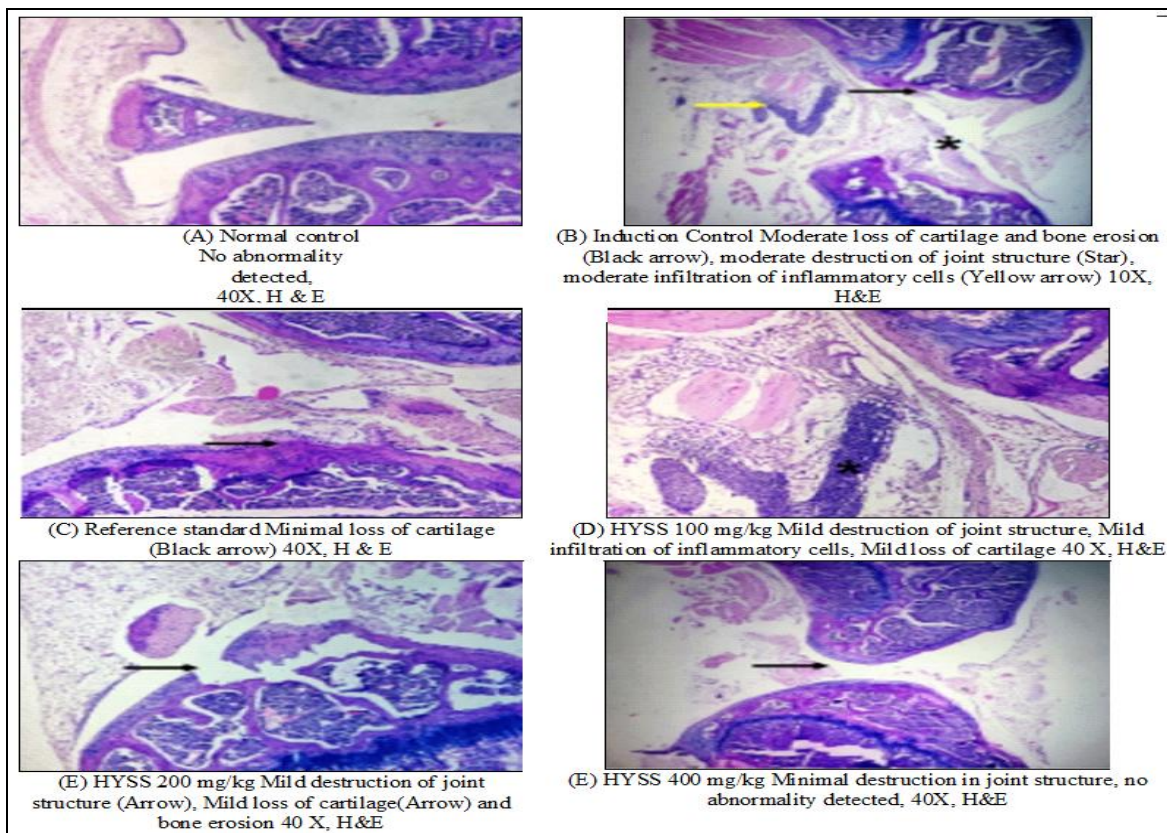 (A) Normal control
No abnormality
detected,
40X, H & E
(B) Induction Control Moderate loss of cartilage and bone erosion
(Black arrow), moderate destruction of joint structure (Star),
moderate infiltration of inflammatory cells (Yellow arrow) 10X,
H&E
(C) Reference standard Minimal loss of cartilage
(Black arrow) 40X, H & E
(D) HYSS 100 mg/kg Mild destruction of joint structure, Mild
infiltration of inflammatory cells, Mild loss of cartilage 40 X, H&E
(E) HYSS 200 mg/kg Mild destruction of joint
structure (Arrow), Mild loss of cartilage(Arrow) and
bone erosion 40 X, H&E
(E) HYSS 400 mg/kg Minimal destruction in joint structure, no
abnormality detected, 40X, H&E